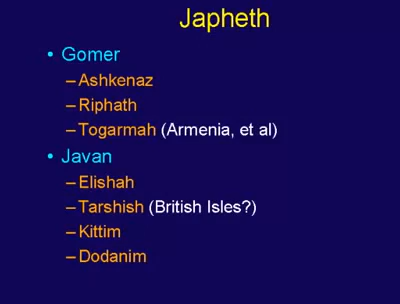 Japheth
• Gomer
– Ashkenaz
– Riphath
– Togarmah (Armenia, et al)
• Javan
– Elishah
– Tarshish (British Isles?)
– Kittim
– Dodanim